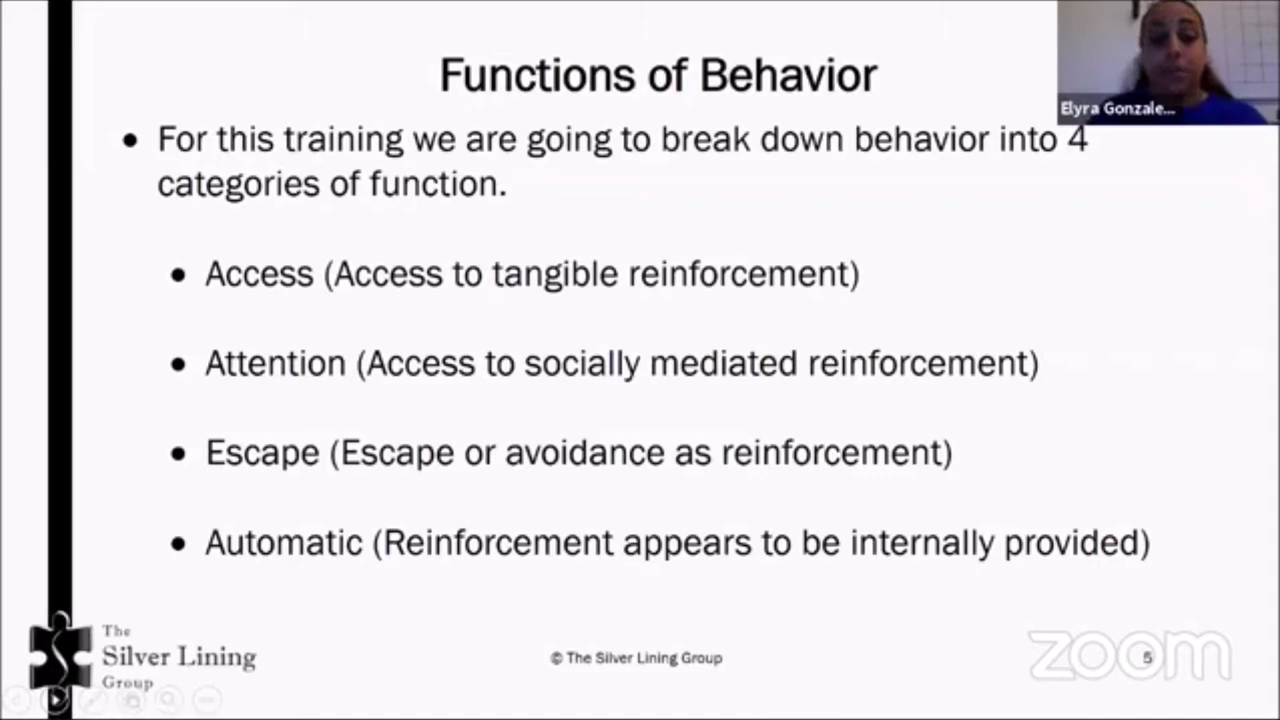 Functions of Behavior
Elyra Gonzale...
• For this training we are going to break down behavior into 4
categories of function.
• Access (Access to tangible reinforcement)
• Attention (Access to socially mediated reinforcement)
• Escape (Escape or avoidance as reinforcement)
• Automatic (Reinforcement appears to be internally provided)
The
Silver Lining
Group
© The Silver Lining Group
zoom
5